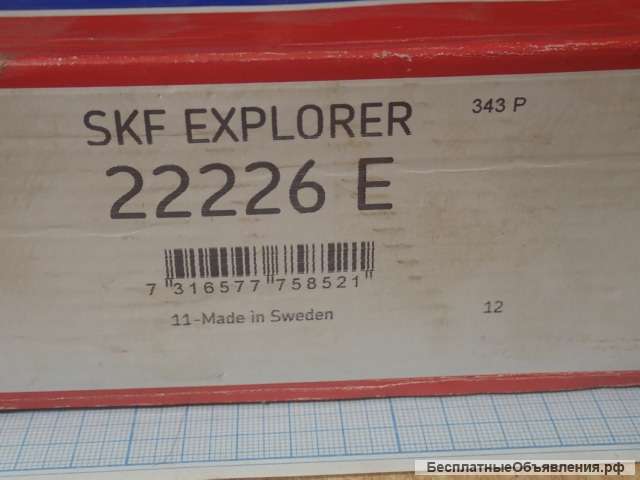 SKF EXPLORER
343 P
22226 E
7 316577 758521
11-Made in Sweden
12
БесплатныеОбъявления.рф